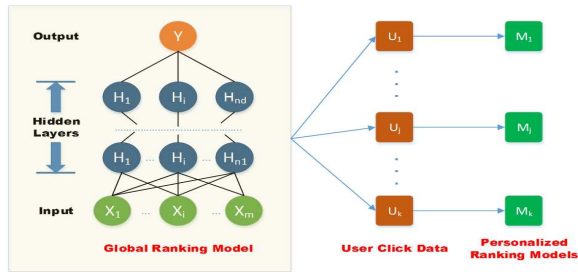 Output
Y
U1
M1
H1
Hi
Hnd
Hidden
Layers
Uj
Mj
H1
...
Hi
...
Hn1
Input
X1
...
Xi
...
Xm
Uk
Mk
Global Ranking Model
User Click Data
Personalized
Ranking Models